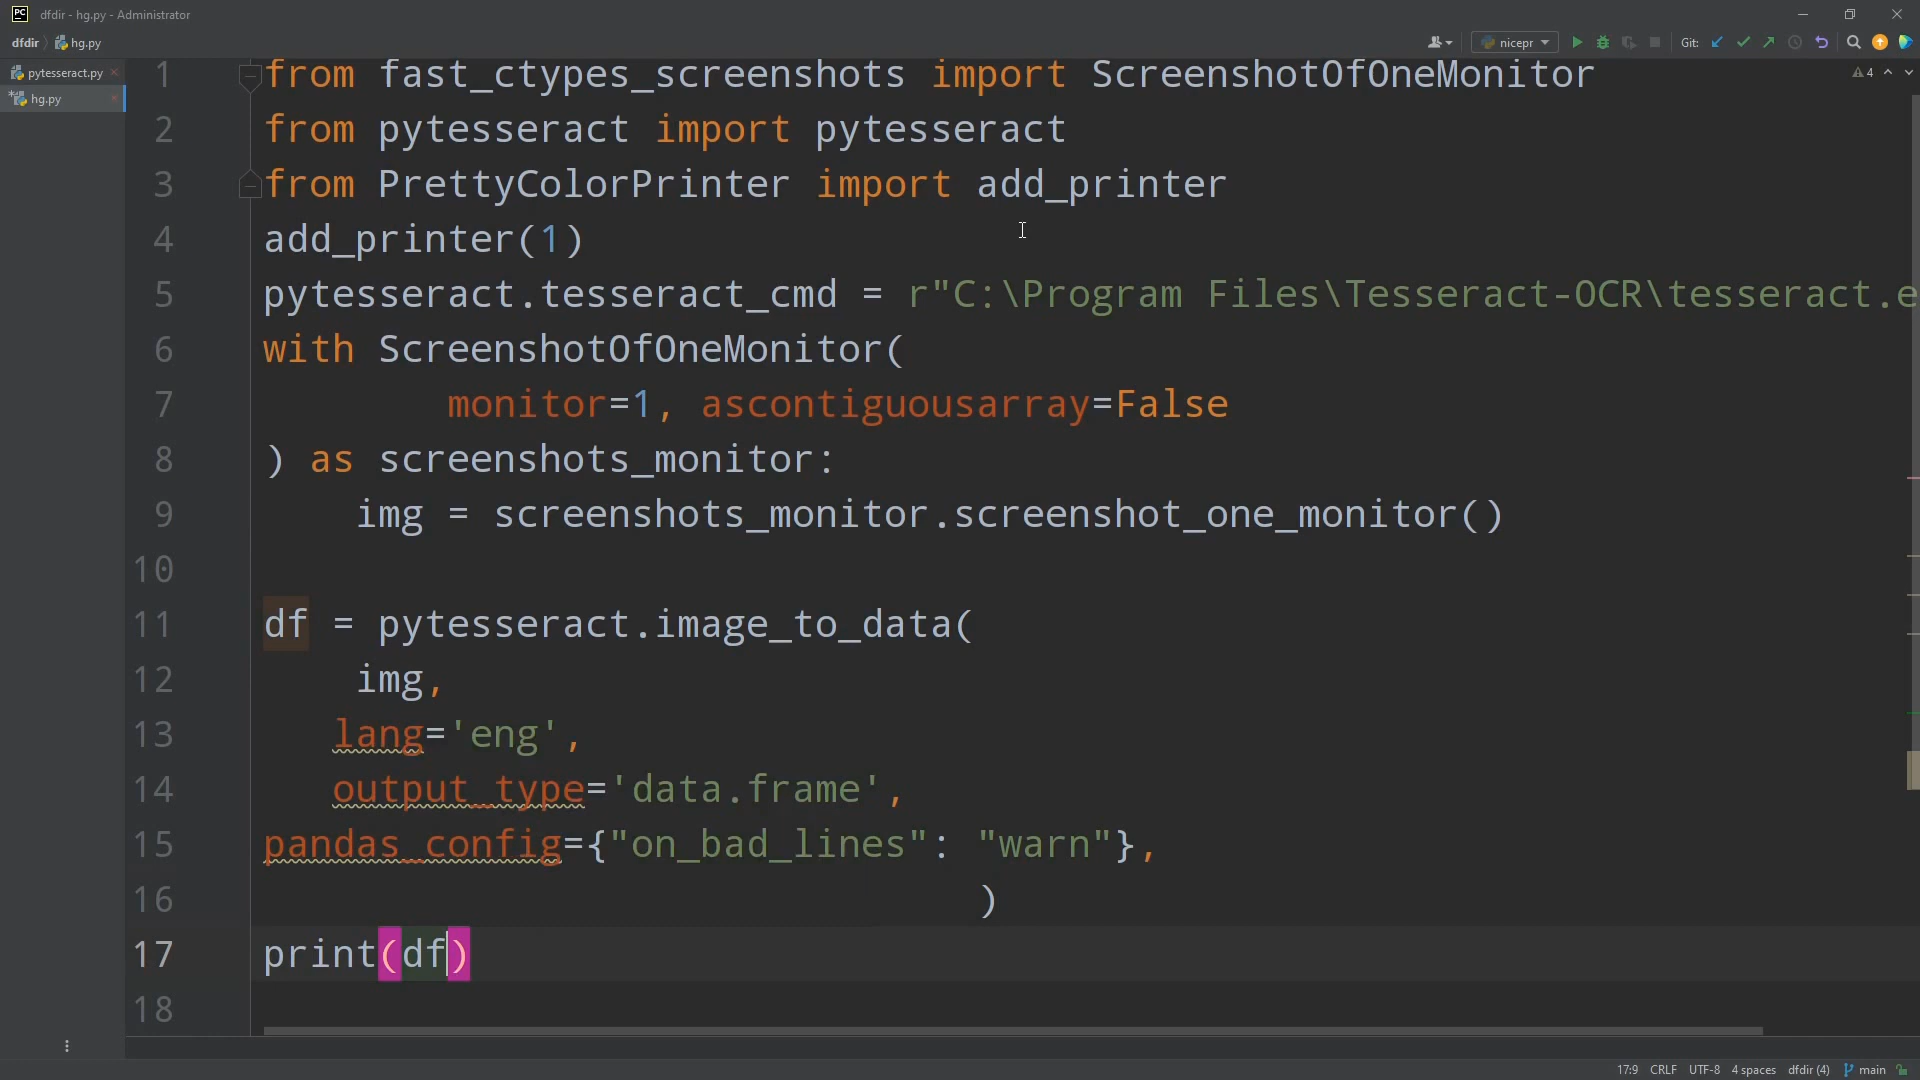 PC dfdir - hg.py - Administrator
dfdir hg.py
nicepr Git:
pytesseract.py
hg.py
4
1 from fast_ctypes_screenshots import ScreenshotOfOneMonitor
2 from pytesseract import pytesseract
3 from PrettyColorPrinter import add_printer
4 add_printer(1)
5 pytesseract.tesseract_cmd = r"C:\Program Files\Tesseract-OCR\tesseract.e
6 with ScreenshotOfOneMonitor(
7 monitor=1, ascontiguousarray=False
8 ) as screenshots_monitor:
9 img = screenshots_monitor.screenshot_one_monitor()
10
11 df = pytesseract.image_to_data(
12 img,
13 lang='eng',
14 output_type='data.frame',
15 pandas_config={"on_bad_lines": "warn"},
16 )
17 print(df)
18
17:9 CRLF UTF-8 4 spaces dfdir (4) main